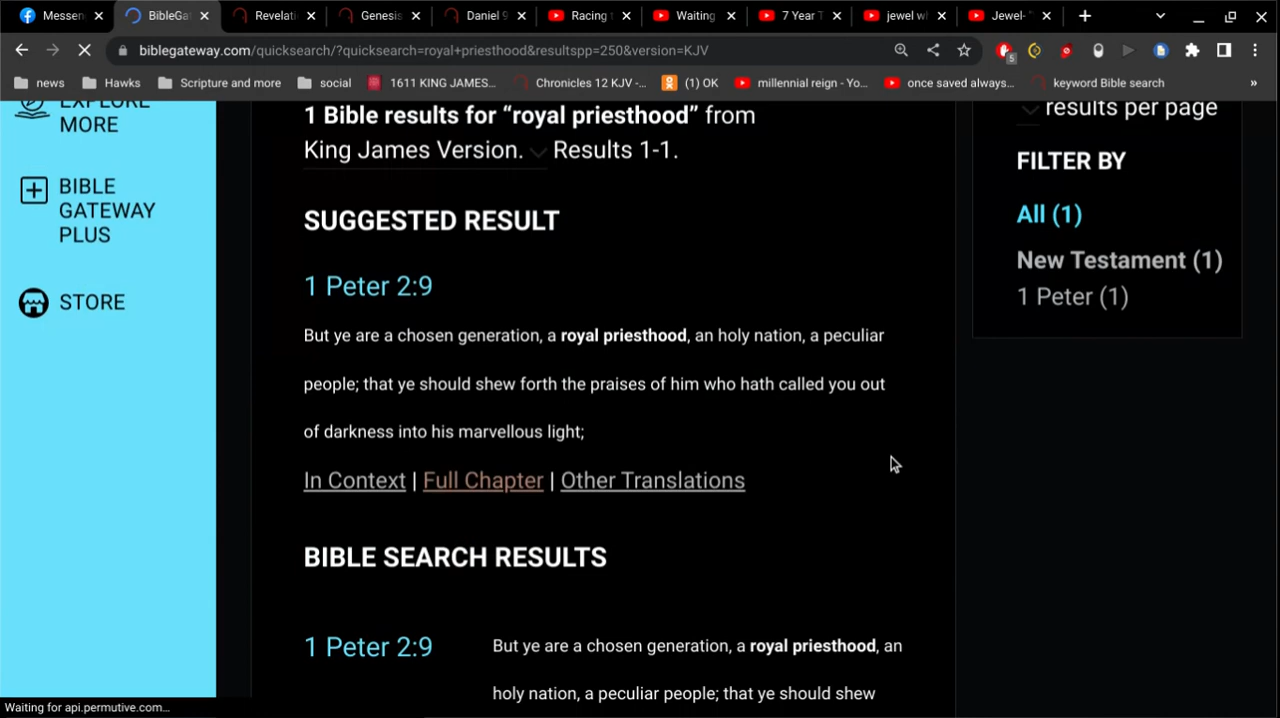 Messen
BibleGa
Revelati
Genesis
Daniel 9
Racing
Waiting
7 Year T
jewel w
Jewel- "
biblegateway.com/quicksearch/?quicksearch=royal+priesthood&resultspp=250&version=KJV
5
news
Hawks
Scripture and more
social
1611 KING JAMES...
Chronicles 12 KJV -...
(1) OK
millennial reign - Yo...
once saved always...
keyword Bible search
»
EXPLORE
MORE
BIBLE
GATEWAY
PLUS
STORE
1 Bible results for “royal priesthood” from
King James Version. Results 1-1.
SUGGESTED RESULT
1 Peter 2:9
But ye are a chosen generation, a royal priesthood, an holy nation, a peculiar
people; that ye should shew forth the praises of him who hath called you out
of darkness into his marvellous light;
In Context | Full Chapter | Other Translations
BIBLE SEARCH RESULTS
1 Peter 2:9
But ye are a chosen generation, a royal priesthood, an
holy nation, a peculiar people; that ye should shew
results per page
FILTER BY
All (1)
New Testament (1)
1 Peter (1)
Waiting for api.permutive.com...